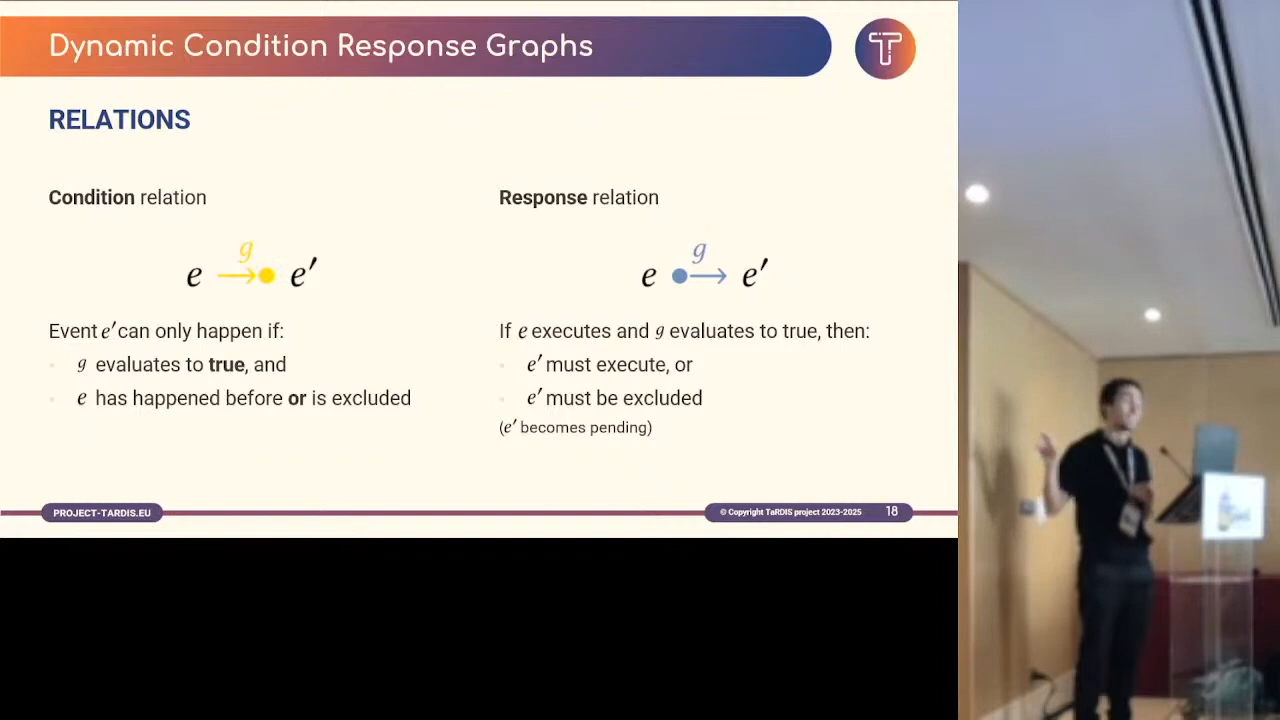 Dynamic Condition Response Graphs
T
RELATIONS
Condition relation
g
e → e′
Event e′ can only happen if:
g evaluates to true, and
e has happened before or is excluded
Response relation
g
e → e′
If e executes and g evaluates to true, then:
e′ must execute, or
e′ must be excluded
(e′ becomes pending)
PROJECT-TARDIS.EU
© Copyright TaRDIS project 2023-2025 18